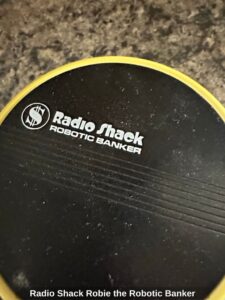 $ Radio Shack
ROBOTIC BANKER
Radio Shack Robie the Robotic Banker